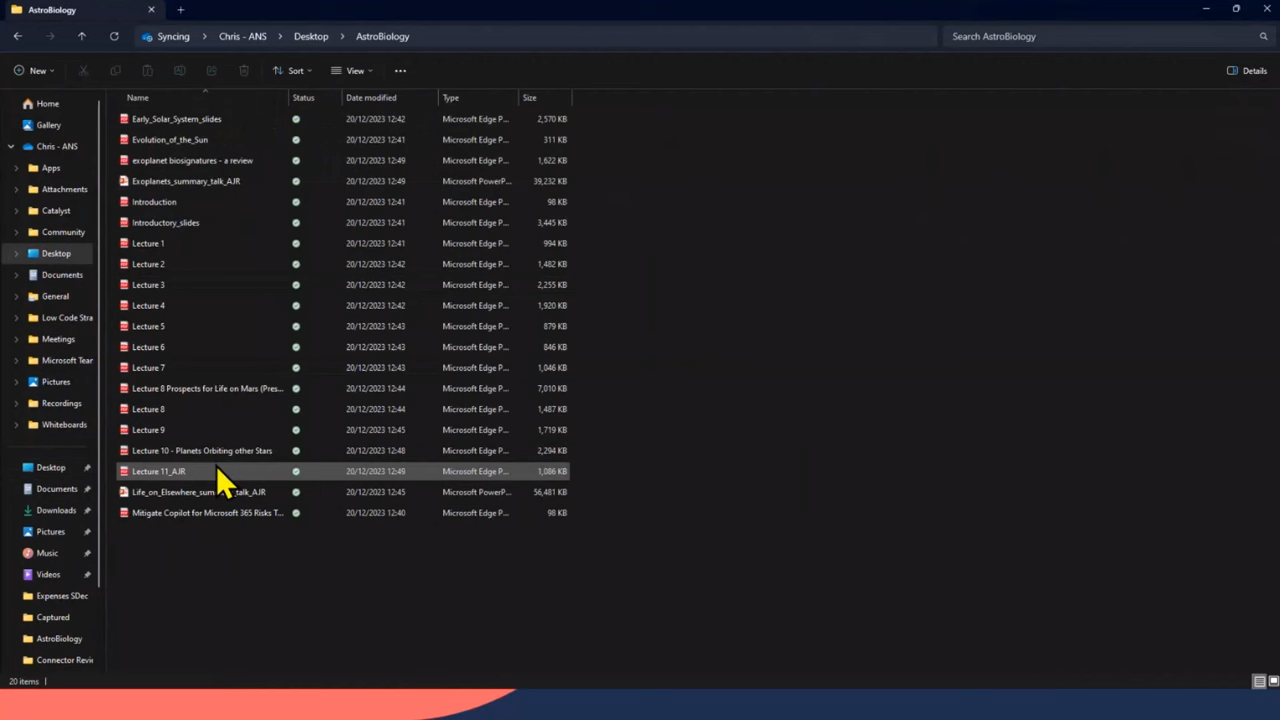 AstroBiology
Syncing > Chris - ANS > Desktop > AstroBiology
Search AstroBiology
New Sort View Details
Name Status Date modified Type Size
Early_Solar_System_slides 20/12/2023 12:42 Microsoft Edge P... 2,570 KB
Evolution_of_the_Sun 20/12/2023 12:41 Microsoft Edge P... 311 KB
exoplanet biosignatures - a review 20/12/2023 12:49 Microsoft Edge P... 1,622 KB
Exoplanets_summary_talk_AJR 20/12/2023 12:49 Microsoft PowerP... 39,232 KB
Introduction 20/12/2023 12:41 Microsoft Edge P... 98 KB
Introductory_slides 20/12/2023 12:41 Microsoft Edge P... 3,445 KB
Lecture 1 20/12/2023 12:41 Microsoft Edge P... 994 KB
Lecture 2 20/12/2023 12:42 Microsoft Edge P... 1,482 KB
Lecture 3 20/12/2023 12:42 Microsoft Edge P... 2,255 KB
Lecture 4 20/12/2023 12:42 Microsoft Edge P... 1,920 KB
Lecture 5 20/12/2023 12:43 Microsoft Edge P... 879 KB
Lecture 6 20/12/2023 12:43 Microsoft Edge P... 846 KB
Lecture 7 20/12/2023 12:43 Microsoft Edge P... 1,046 KB
Lecture 8 Prospects for Life on Mars (Pres... 20/12/2023 12:44 Microsoft Edge P... 7,010 KB
Lecture 8 20/12/2023 12:44 Microsoft Edge P... 1,487 KB
Lecture 9 20/12/2023 12:45 Microsoft Edge P... 1,719 KB
Lecture 10 - Planets Orbiting other Stars 20/12/2023 12:48 Microsoft Edge P... 2,294 KB
Lecture 11_AJR 20/12/2023 12:49 Microsoft Edge P... 1,086 KB
Life_on_Elsewhere_sum talk_AJR 20/12/2023 12:45 Microsoft PowerP... 56,481 KB
Mitigate Copilot for Microsoft 365 Risks T... 20/12/2023 12:40 Microsoft Edge P... 98 KB
Home
Gallery
Chris - ANS
Apps
Attachments
Catalyst
Community
Desktop
Documents
General
Low Code Stra
Meetings
Microsoft Tear
Pictures
Recordings
Whiteboards
Desktop
Documents
Downloads
Pictures
Music
Videos
Expenses SDec
Captured
AstroBiology
Connector Revi
20 items